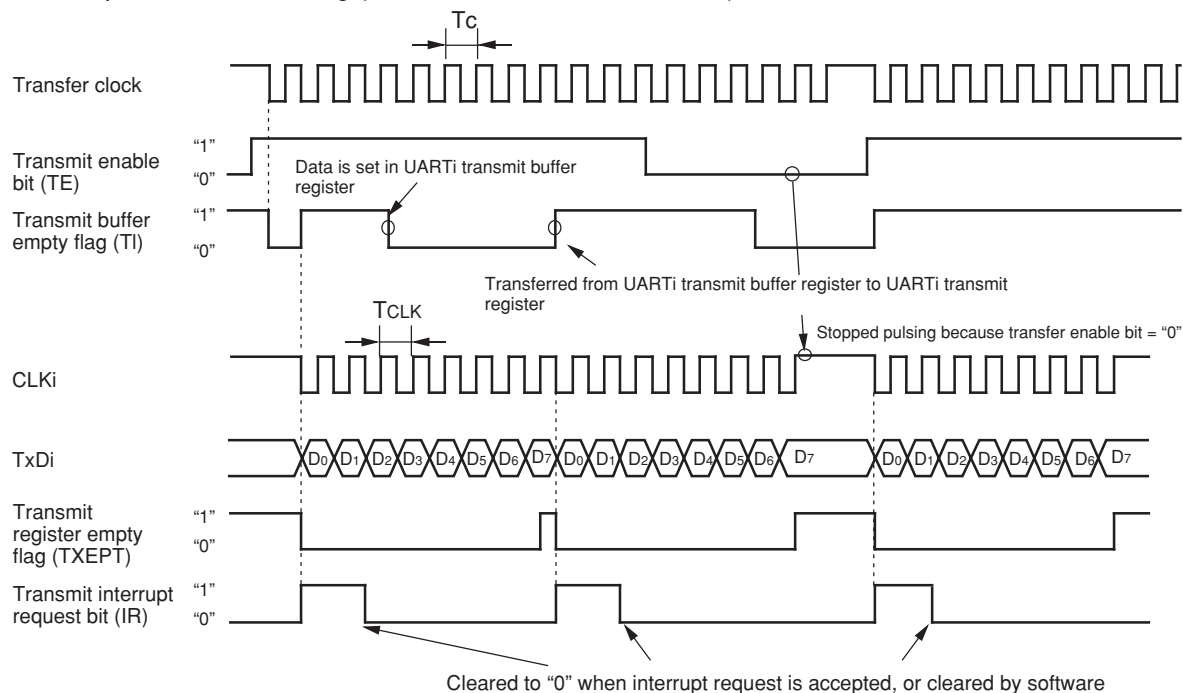 Tc
Transfer clock
Transmit enable
bit (TE)
“1”
“0”
Data is set in UARTi transmit buffer
register
Transmit buffer
empty flag (Tl)
“1”
“0”
Transferred from UARTi transmit buffer register to UARTi transmit
register
TCLK
Stopped pulsing because transfer enable bit = “0”
CLKi
TxDi
D0 D1 D2 D3 D4 D5 D6 D7 D0 D1 D2 D3 D4 D5 D6 D7 D0 D1 D2 D3 D4 D5 D6 D7
Transmit
register empty
flag (TXEPT)
“1”
“0”
Transmit interrupt
request bit (IR)
“1”
“0”
Cleared to “0” when interrupt request is accepted, or cleared by software